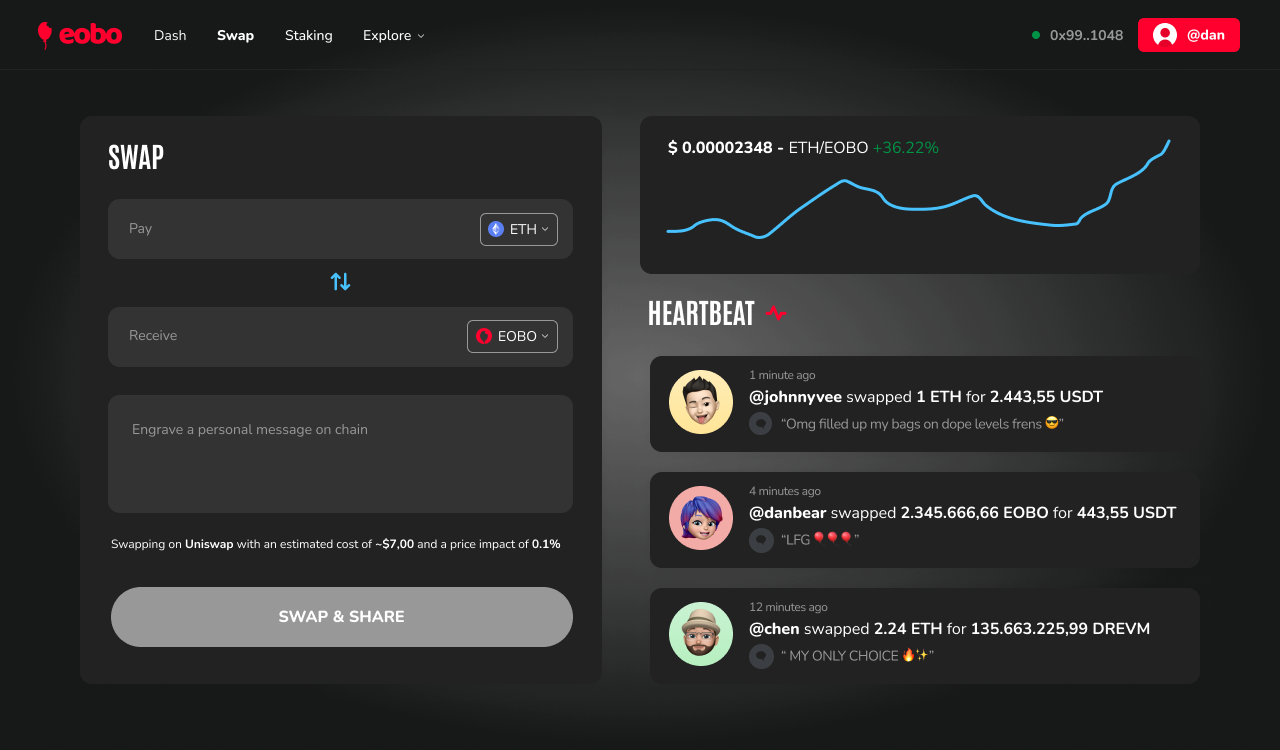 eobo Dash Swap Staking Explore 0x99..1048 @dan
SWAP
Pay ETH
Receive EOBO
Engrave a personal message on chain
Swapping on Uniswap with an estimated cost of ~$7,00 and a price impact of 0.1%
SWAP & SHARE
$ 0.00002348 - ETH/EOBO +36.22%
HEARTBEAT
1 minute ago
@johnnyvee swapped 1 ETH for 2.443,55 USDT
“Omg filled up my bags on dope levels frens 😎”
4 minutes ago
@danbear swapped 2.345.666,66 EOBO for 443,55 USDT
“LFG 🎈🎈🎈”
12 minutes ago
@chen swapped 2.24 ETH for 135.663.225,99 DREVM
“ MY ONLY CHOICE 🔥✨”